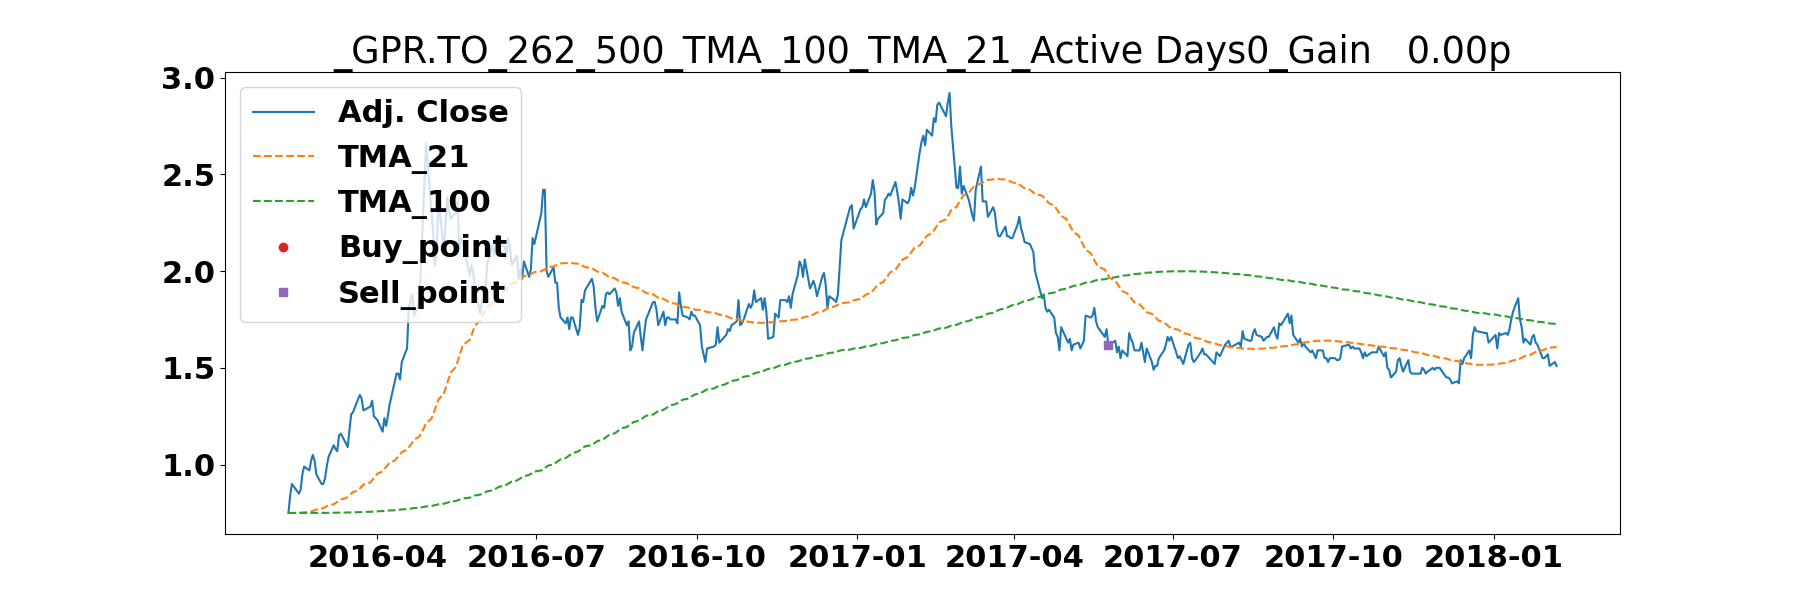 _GPR.TO_262_500_TMA_100_TMA_21_Active Days0_Gain   0.00p
3.0
2.5
2.0
1.5
1.0
Adj. Close
TMA_21
TMA_100
Buy_point
Sell_point
2016-04 2016-07 2016-10 2017-01 2017-04 2017-07 2017-10 2018-01